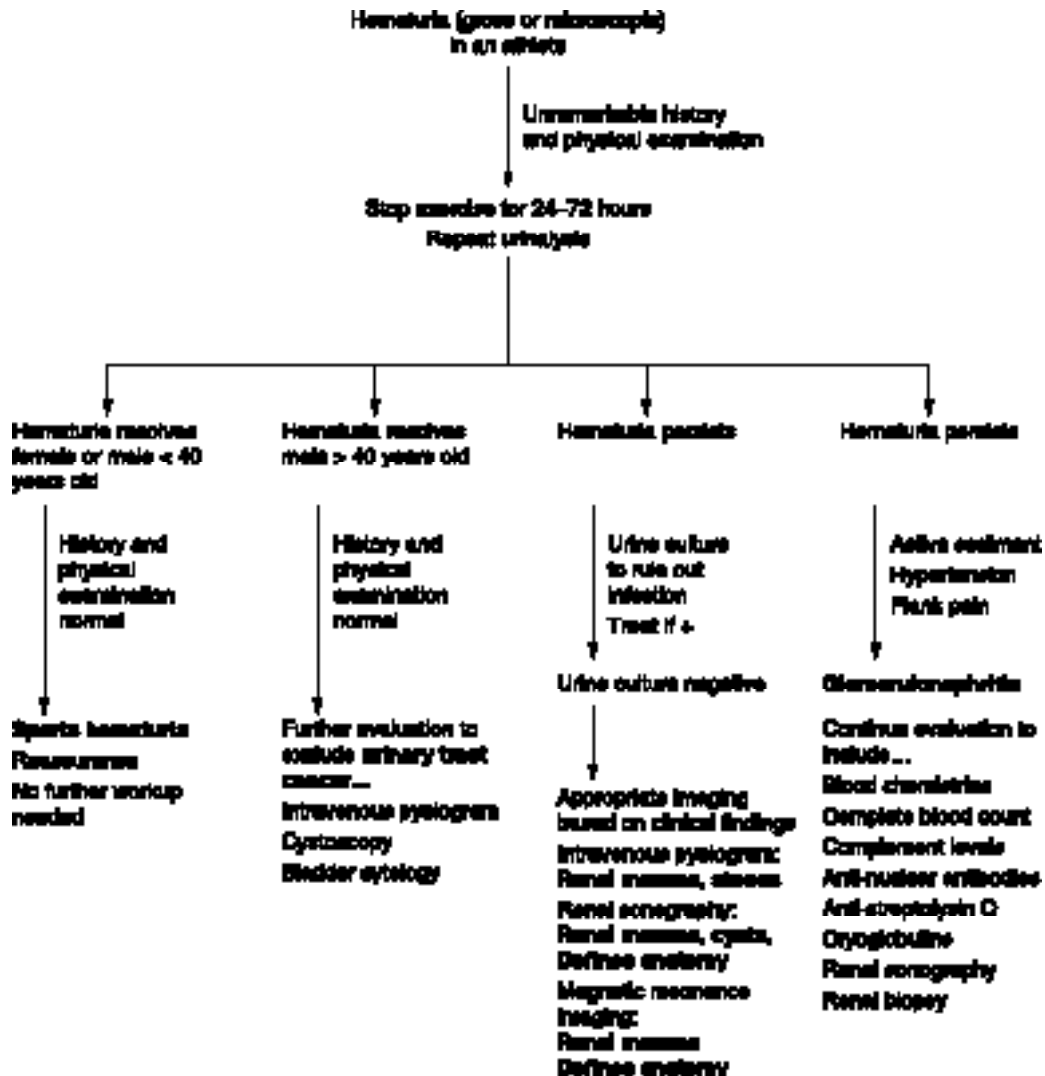 Hematuria (gross or microscopic)
in an athlete
Unremarkable history
and physical examination
Stop exercise for 24–72 hours
Repeat urinalysis
Hematuria resolves
female or male < 40
years old
History and
physical
examination
normal
Sports hematuria
Reassurance
No further workup
needed
Hematuria resolves
male > 40 years old
History and
physical
examination
normal
Further evaluation to
exclude urinary tract
cancer...
Intravenous pyelogram
Cystoscopy
Bladder cytology
Hematuria persists
Urine culture
to rule out
infection
Treat if +
Urine culture negative
Appropriate imaging
based on clinical findings
Intravenous pyelogram:
Renal masses, stones
Renal sonography:
Renal masses, cysts,
Defines anatomy
Magnetic resonance
imaging:
Renal masses
Defines anatomy
Hematuria persists
Active sediment
Hypertension
Flank pain
Glomerulonephritis
Continue evaluation to
include...
Blood chemistries
Complete blood count
Complement levels
Anti-nuclear antibodies
Anti-streptolysin O
Cryoglobulins
Renal sonography
Renal biopsy